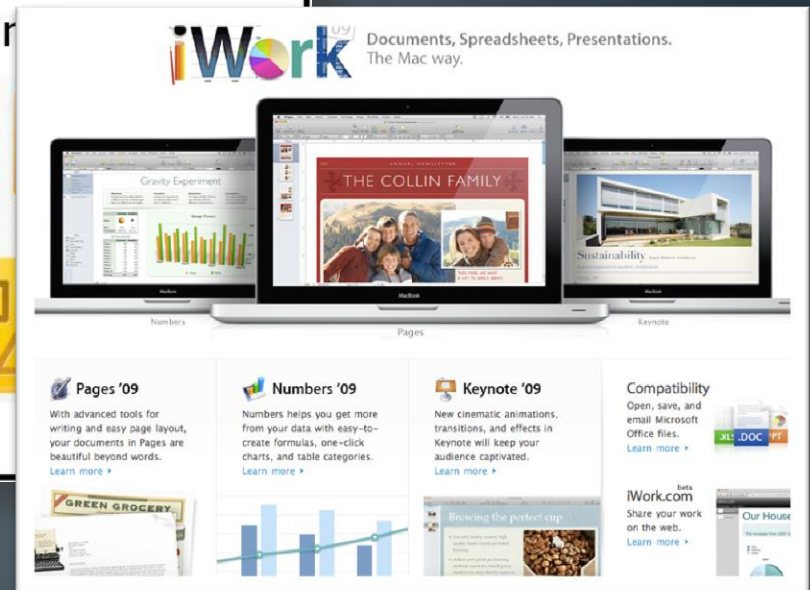 iWork '09
Documents, Spreadsheets, Presentations.
The Mac way.
Gravity Experiment
ANNUAL NEWSLETTER
THE COLLIN FAMILY
Sustainability
MacBook
MacBook
MacBook
Numbers
Pages
Keynote
Pages '09
With advanced tools for
writing and easy page layout,
your documents in Pages are
beautiful beyond words.
Learn more
Numbers '09
Numbers helps you get more
from your data with easy-to-
create formulas, one-click
charts, and table categories.
Learn more
Keynote '09
New cinematic animations,
transitions, and effects in
Keynote will keep your
audience captivated.
Learn more
Compatibility
Open, save, and
email Microsoft
Office files.
Learn more
.DOC
beta
iWork.com
Share your work
on the web.
Learn more
GREEN GROCERY
Brewing the perfect cup
Our House